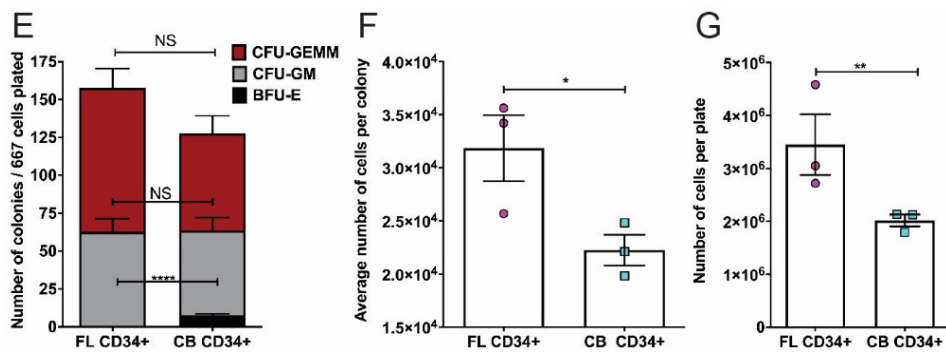 E
Number of colonies / 667 cells plated
175
150
125
100
75
50
25
0
NS
NS
****
CFU-GEMM
CFU-GM
BFU-E
FL CD34+ CB CD34+
F
Average number of cells per colony
4.0×10⁴
3.5×10⁴
3.0×10⁴
2.5×10⁴
2.0×10⁴
1.5×10⁴
*
FL CD34+ CB CD34+
G
Number of cells per plate
5×10⁶
4×10⁶
3×10⁶
2×10⁶
1×10⁶
0
**
FL CD34+ CB CD34+